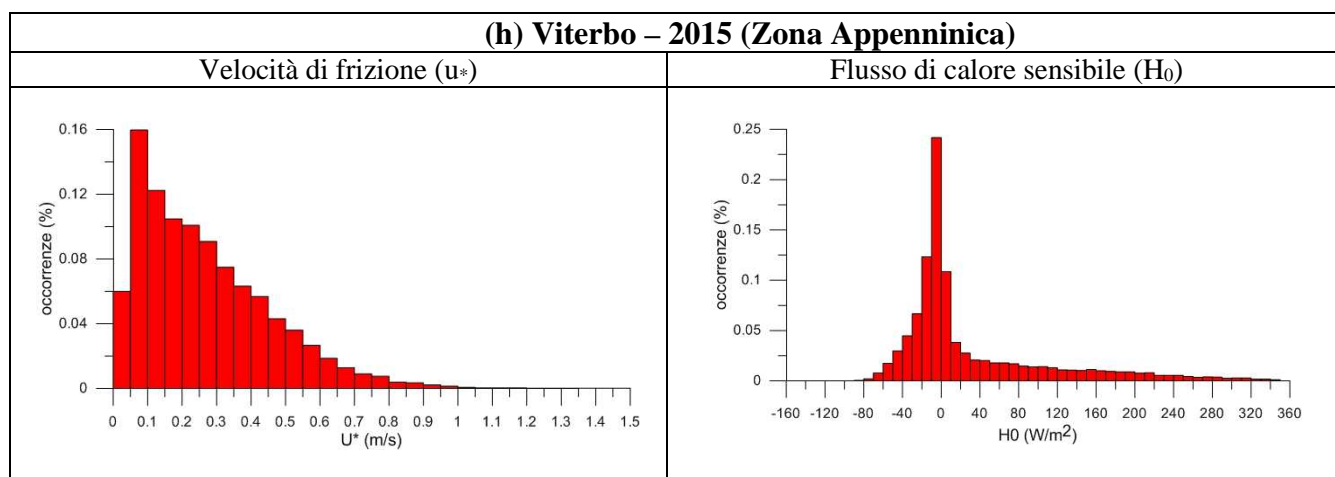 (h) Viterbo – 2015 (Zona Appenninica)
Velocità di frizione (u*)
Flusso di calore sensibile (H0)
0.16
0.12
0.08
0.04
0
occorrenze (%)
0 0.1 0.2 0.3 0.4 0.5 0.6 0.7 0.8 0.9 1 1.1 1.2 1.3 1.4 1.5
U* (m/s)
0.25
0.2
0.15
0.1
0.05
0
occorrenze (%)
-160 -120 -80 -40 0 40 80 120 160 200 240 280 320 360
H0 (W/m2)